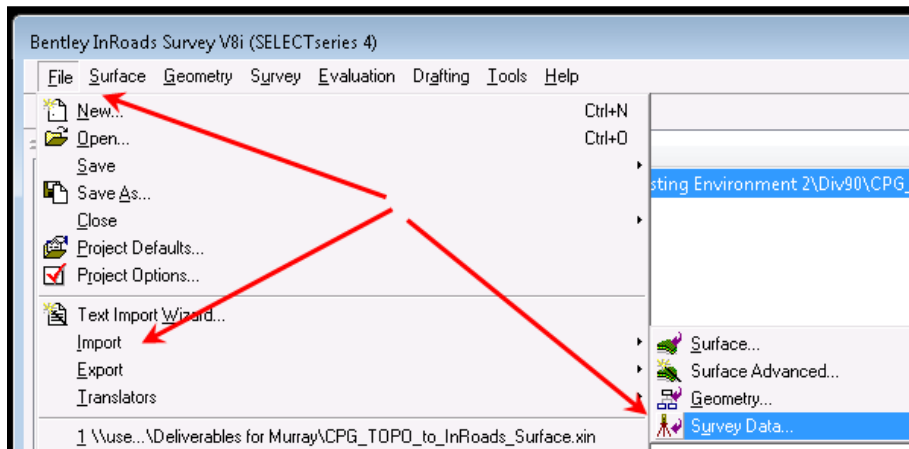 Bentley InRoads Survey V8i (SELECTseries 4)
File Surface Geometry Survey Evaluation Drafting Tools Help
New... Ctrl+N
Open... Ctrl+O
Save
Save As...
Close
Project Defaults...
Project Options...
Text Import Wizard...
Import
Export
Translators
1 \\use...\Deliverables for Murray\CPG_TOPO_to_InRoads_Surface.xin
sting Environment 2\Div90\CPG_
Surface...
Surface Advanced...
Geometry...
Survey Data...